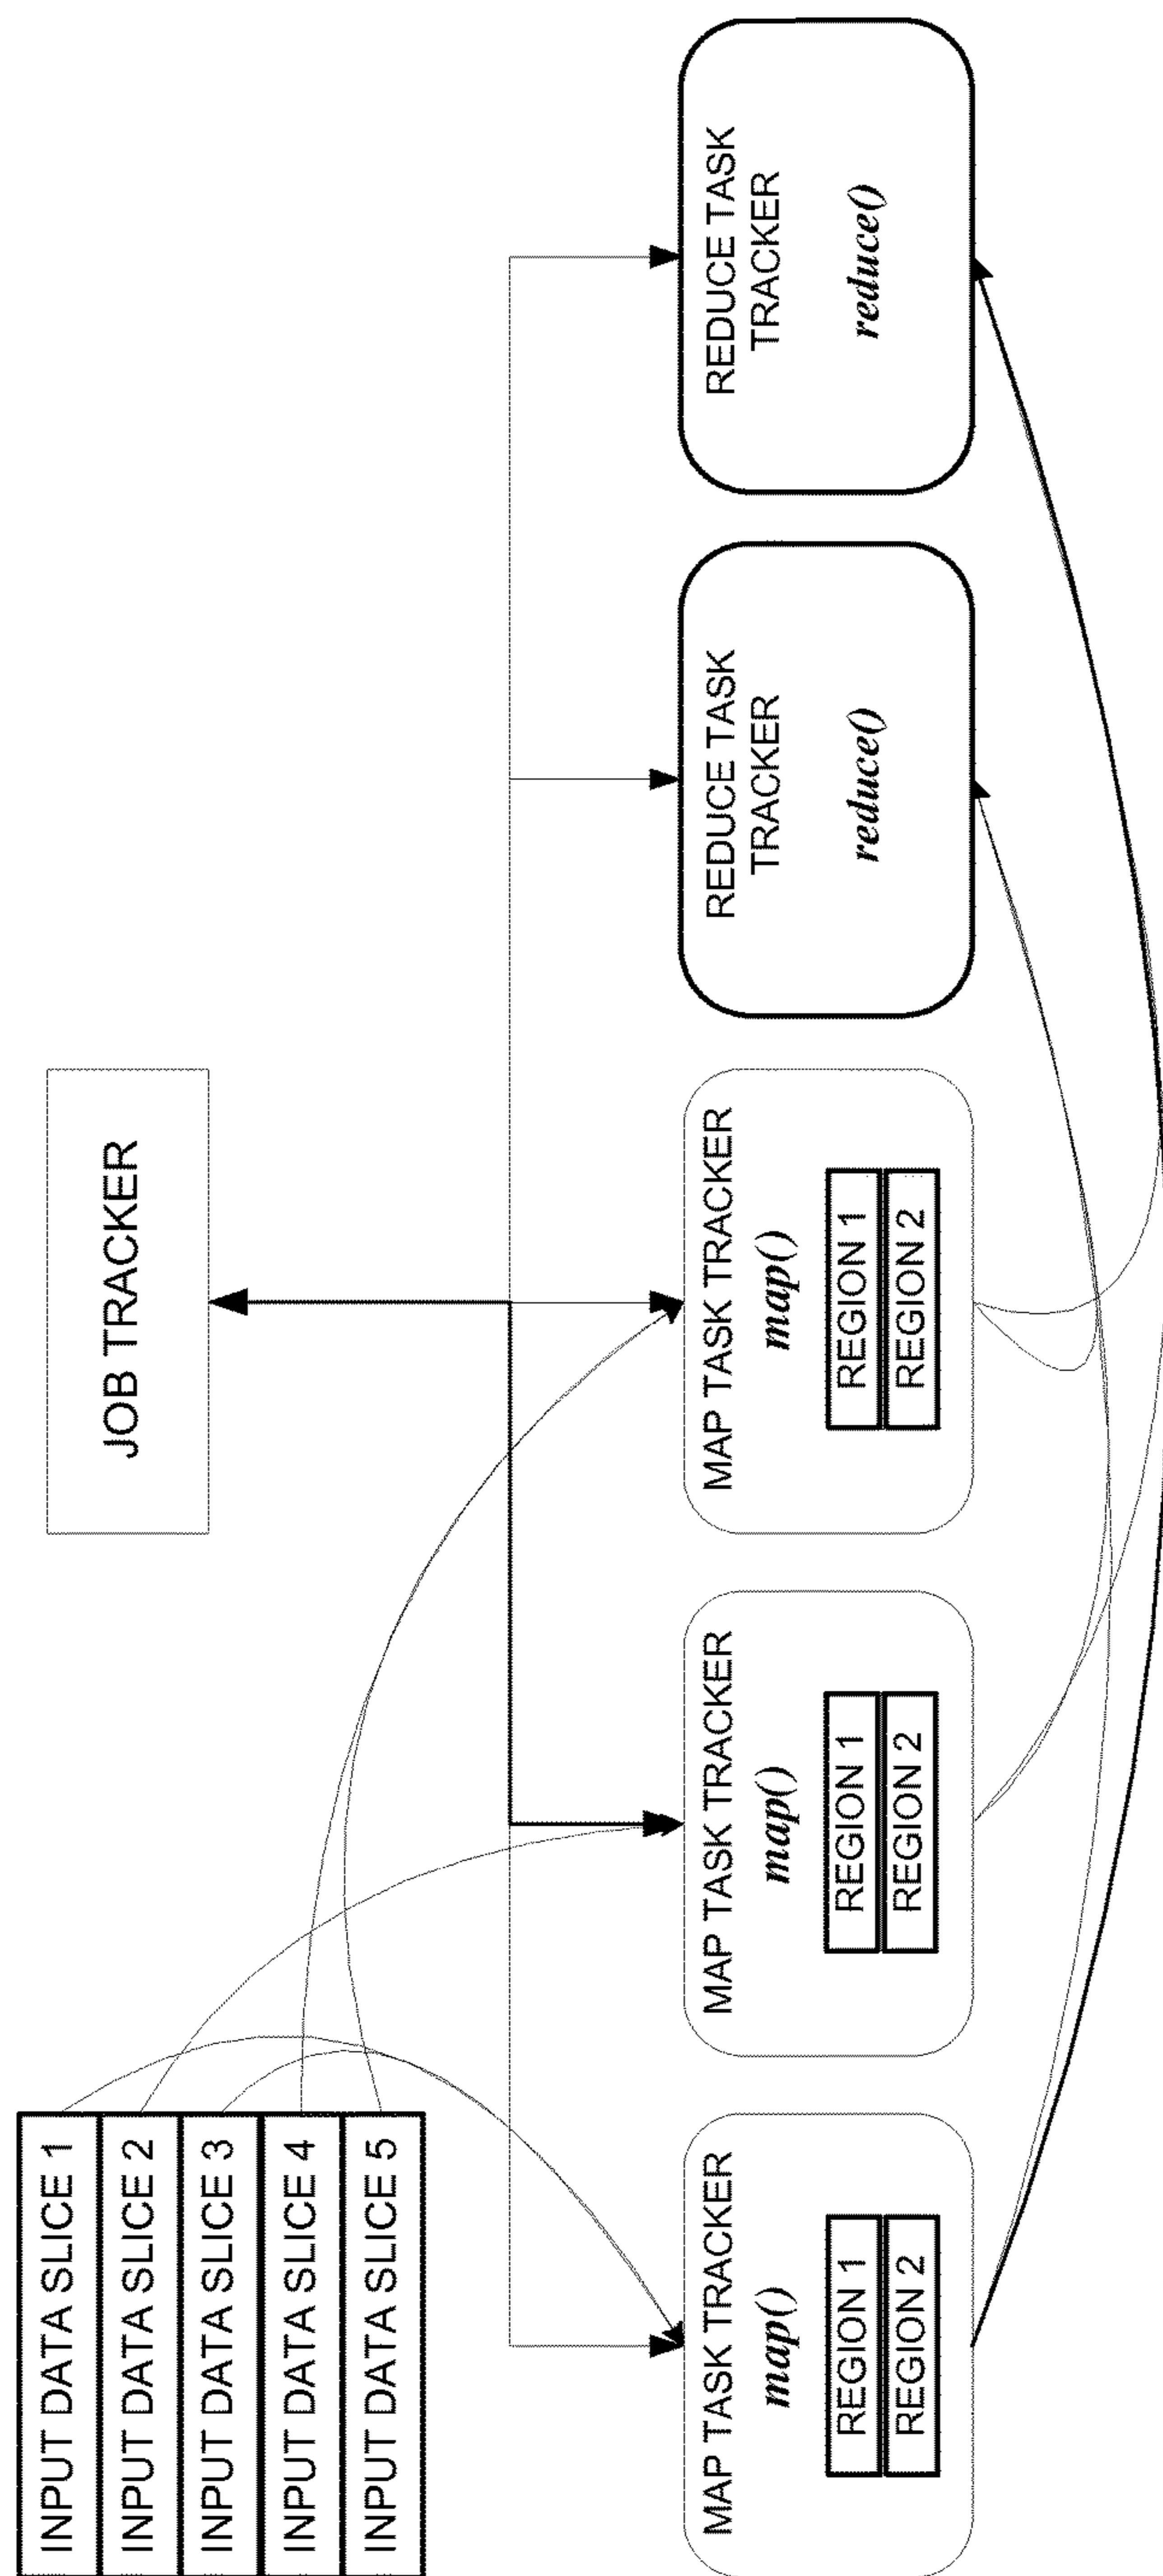 INPUT DATA SLICE 1
INPUT DATA SLICE 2
INPUT DATA SLICE 3
INPUT DATA SLICE 4
INPUT DATA SLICE 5
JOB TRACKER
MAP TASK TRACKER
map()
REGION 1
REGION 2
MAP TASK TRACKER
map()
REGION 1
REGION 2
MAP TASK TRACKER
map()
REGION 1
REGION 2
REDUCE TASK
TRACKER
reduce()
REDUCE TASK
TRACKER
reduce()